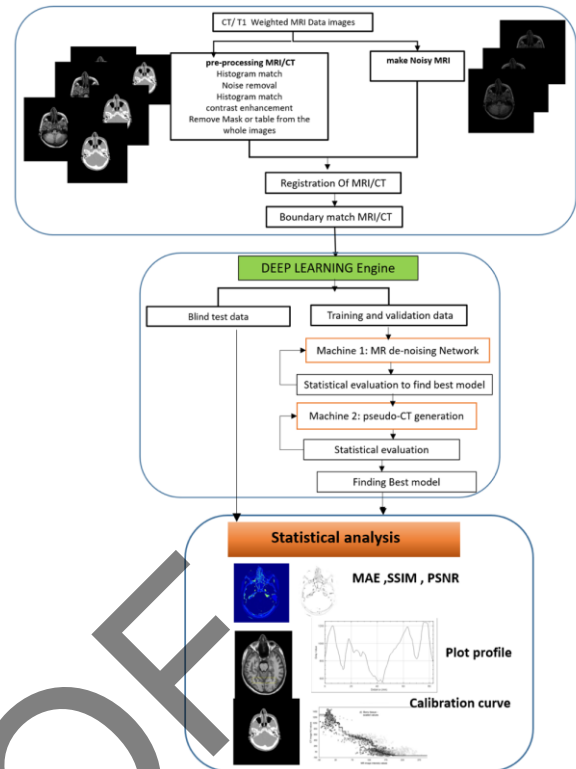 CT/ T1 Weighted MRI Data images
pre-processing MRI/CT
Histogram match
Noise removal
Histogram match
contrast enhancement
Remove Mask or table from the
whole images
make Noisy MRI
Registration Of MRI/CT
Boundary match MRI/CT
DEEP LEARNING Engine
Blind test data
Training and validation data
Machine 1: MR de-noising Network
Statistical evaluation to find best model
Machine 2: pseudo-CT generation
Statistical evaluation
Finding Best model
Statistical analysis
MAE ,SSIM , PSNR
Plot profile
Calibration curve
OF